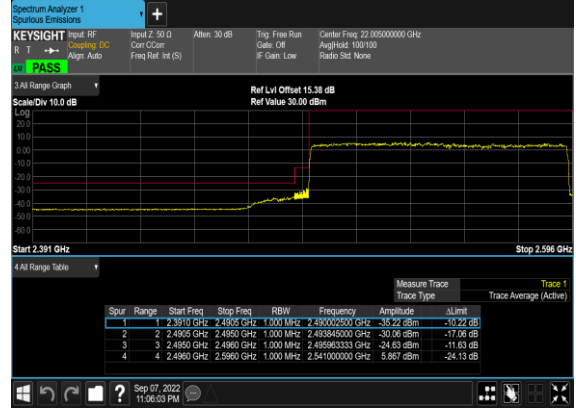 Spectrum Analyzer 1
Spurious Emissions
+
KEYSIGHT Input: RF Input Z: 50 Ω Atten: 30 dB Trig: Free Run Center Freq: 22.005000000 GHz
R T Coupling: DC Corr CCorr Gate: Off Avg|Hold: 100/100
Align: Auto Freq Ref: Int (S) IF Gain: Low Radio Std: None
PASS
3 All Range Graph
Ref Lvl Offset 15.38 dB
Scale/Div 10.0 dB Ref Value 30.00 dBm
Log
20.0
10.0
0.00
-10.0
-20.0
-30.0
-40.0
-50.0
-60.0
Start 2.391 GHz Stop 2.596 GHz
4 All Range Table
Measure Trace Trace 1
Trace Type Trace Average (Active)
Spur Range Start Freq Stop Freq RBW Frequency Amplitude ΔLimit
1 1 2.3910 GHz 2.4905 GHz 1.000 MHz 2.490002500 GHz -35.22 dBm -10.22 dB
2 2 2.4905 GHz 2.4950 GHz 1.000 MHz 2.493845000 GHz -30.06 dBm -17.06 dB
3 3 2.4950 GHz 2.4960 GHz 1.000 MHz 2.495963333 GHz -24.63 dBm -11.63 dB
4 4 2.4960 GHz 2.5960 GHz 1.000 MHz 2.541000000 GHz 5.867 dBm -24.13 dB
?
Sep 07, 2022
11:06:03 PM